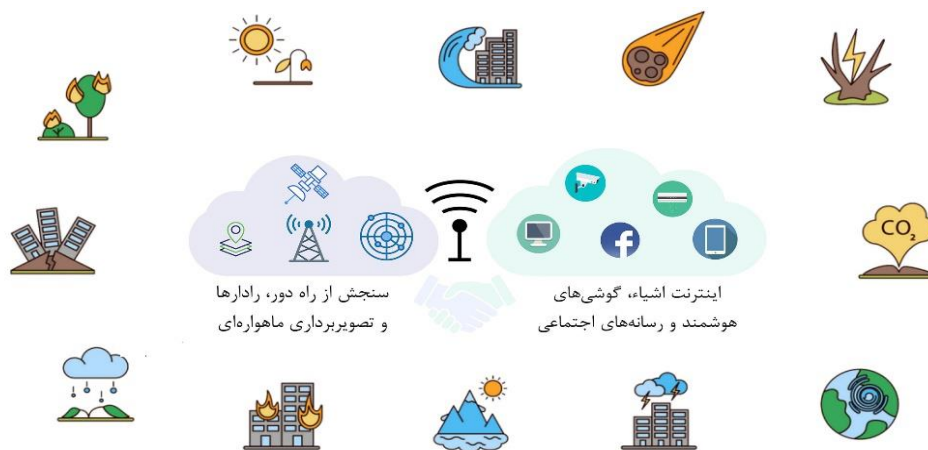 CO₂
اینترنت اشیاء، گوشی‌های
هوشمند و رسانه‌های اجتماعی
سنجش از راه دور، رادارها
و تصویربرداری ماهواره‌ای